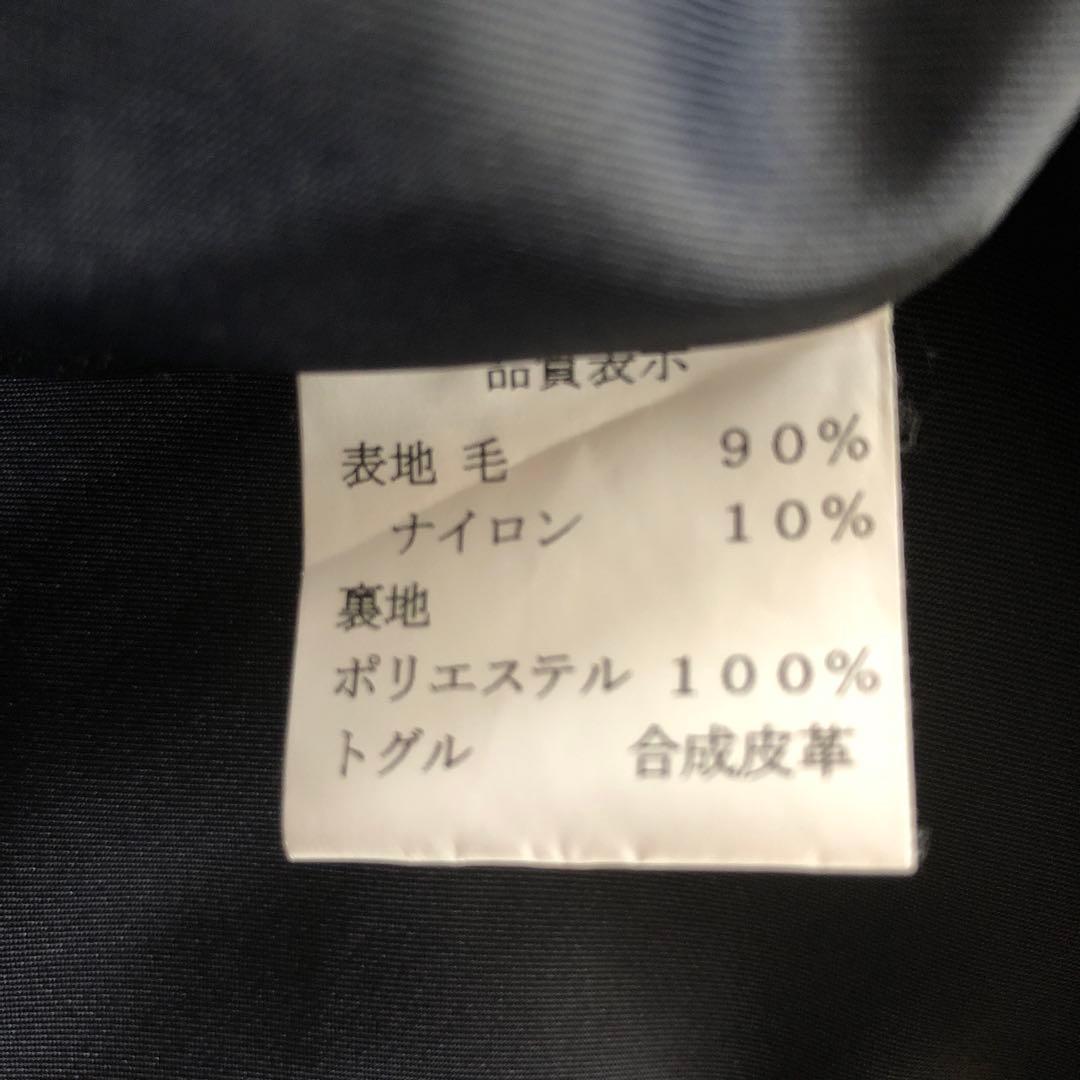 品質表示
表地 毛 90%
ナイロン 10%
裏地
ポリエステル 100%
トグル 合成皮革